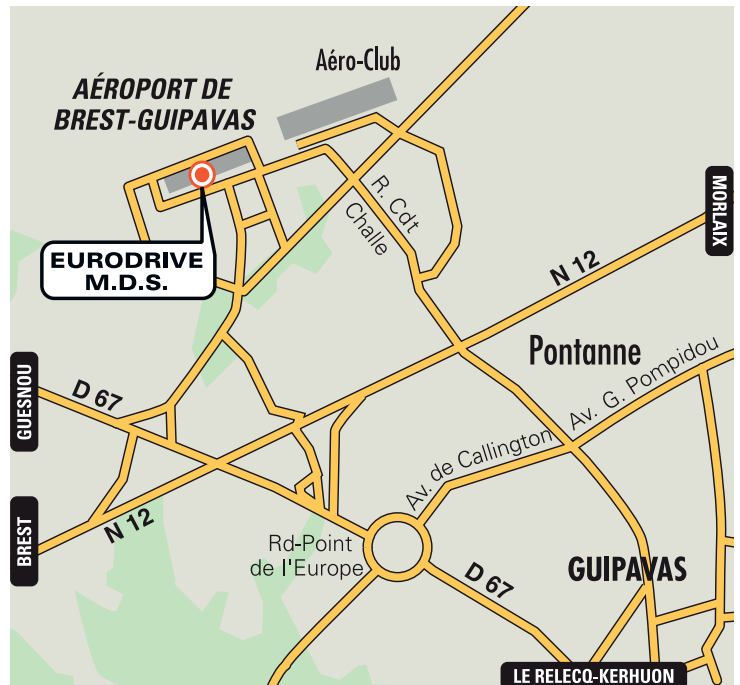 Aéro-Club
AÉROPORT DE
BREST-GUIPAVAS
MORLAIX
R. Cdt
Challe
EURODRIVE
M.D.S.
N 12
Pontanne
Av. G. Pompidou
GUESNOU
D 67
Av. de Callington
BREST
N 12
Rd-Point
de l'Europe
D 67
GUIPAVAS
LE RELECQ-KERHUON